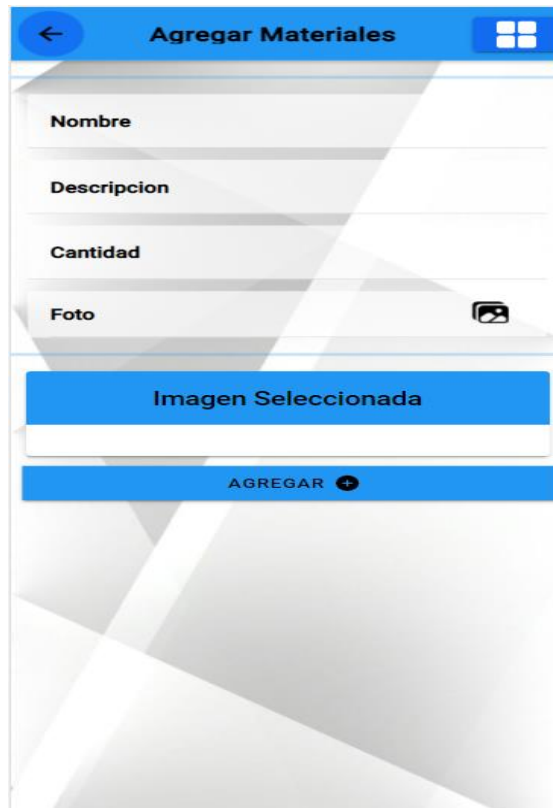 Agregar Materiales
Nombre
Descripcion
Cantidad
Foto
Imagen Seleccionada
AGREGAR